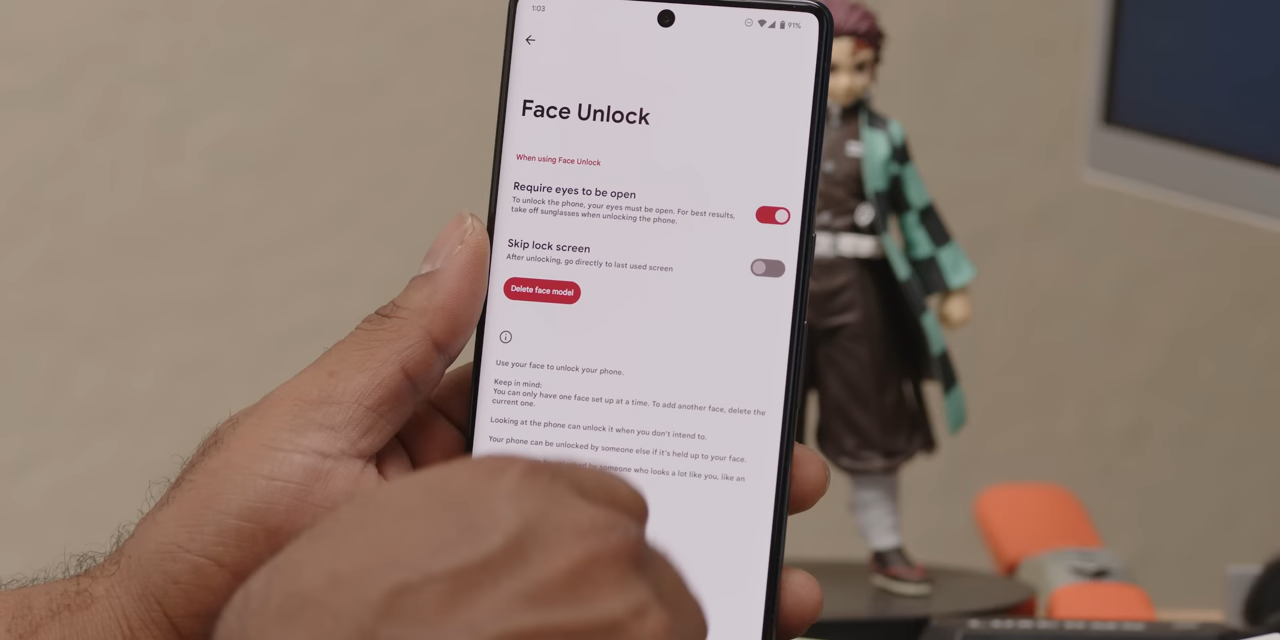 1:03
91%
Face Unlock
When using Face Unlock
Require eyes to be open
To unlock the phone, your eyes must be open. For best results,
take off sunglasses when unlocking the phone.
Skip lock screen
After unlocking, go directly to last used screen
Delete face model
Use your face to unlock your phone.
Keep in mind:
You can only have one face set up at a time. To add another face, delete the
current one.
Looking at the phone can unlock it when you don't intend to.
Your phone can be unlocked by someone else if it's held up to your face.
by someone who looks a lot like you, like an